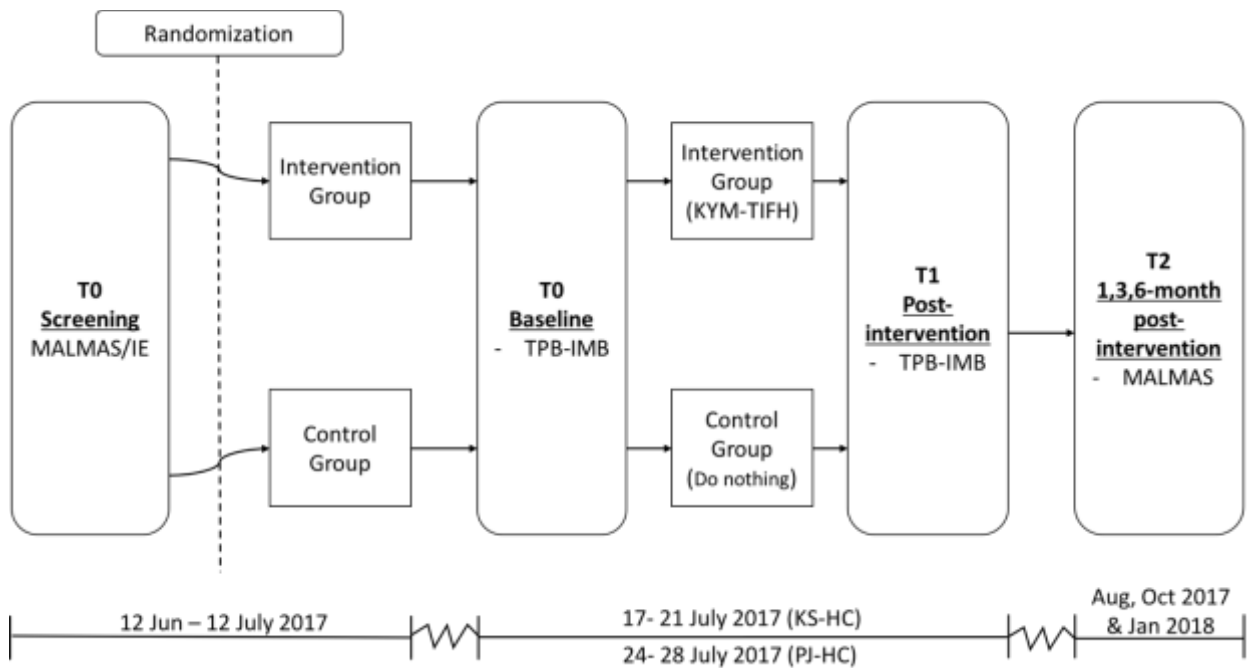 Randomization
T0
Screening
MALMAS/IE
Intervention
Group
Control
Group
T0
Baseline
- TPB-IMB
Intervention
Group
(KYM-TIFH)
Control
Group
(Do nothing)
T1
Post-
intervention
- TPB-IMB
T2
1,3,6-month
post-
intervention
- MALMAS
12 Jun – 12 July 2017
17- 21 July 2017 (KS-HC)
24- 28 July 2017 (PJ-HC)
Aug, Oct 2017
& Jan 2018